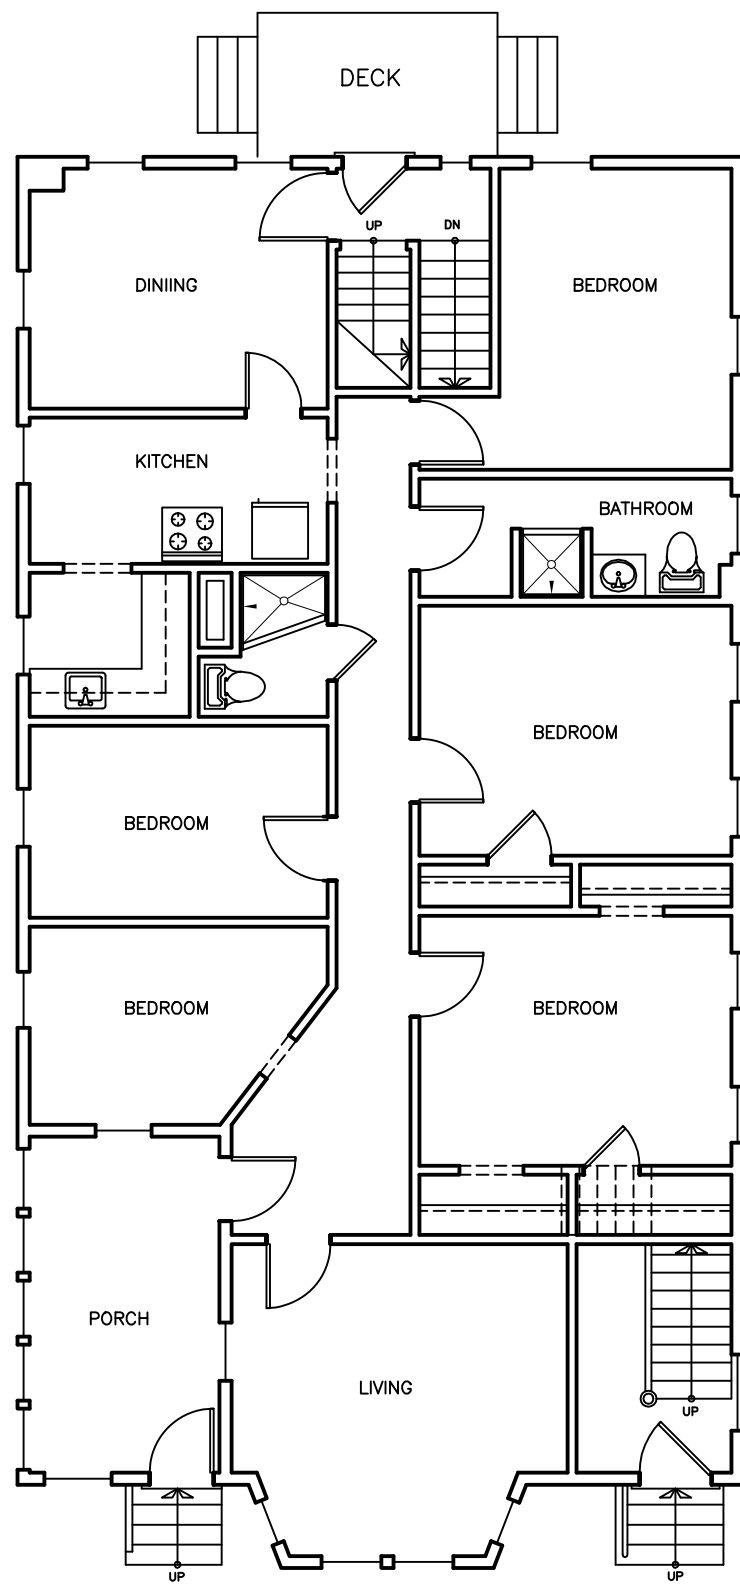 DECK
UP
DN
DINIING
BEDROOM
KITCHEN
BATHROOM
BEDROOM
BEDROOM
BEDROOM
BEDROOM
PORCH
LIVING
UP
UP
UP